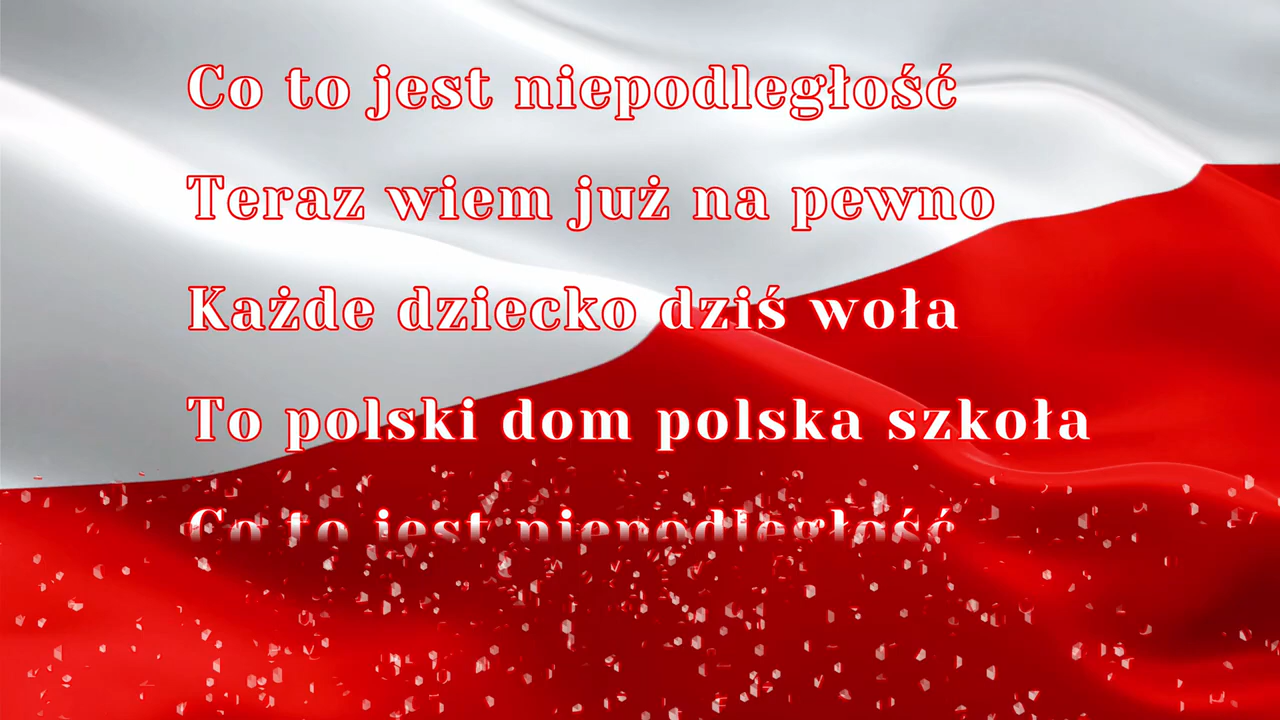 Co to jest niepodległość
Teraz wiem już na pewno
Każde dziecko dziś woła
To polski dom polska szkoła
Co to jest niepodległość